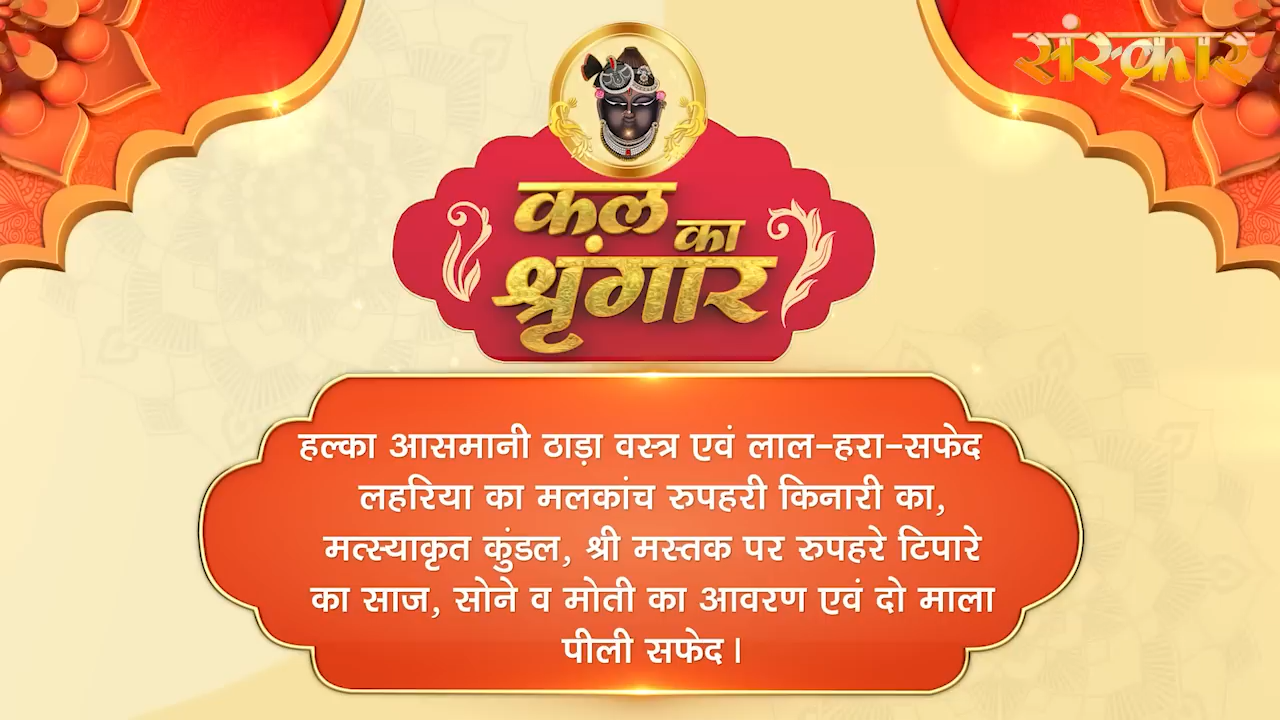 संस्कार
कल का
श्रृंगार
हल्का आसमानी ठाड़ा वस्त्र एवं लाल-हरा-सफेद
लहरिया का मलकांच रुपहरी किनारी का,
मत्स्याकृत कुंडल, श्री मस्तक पर रुपहरे टिपारे
का साज, सोने व मोती का आवरण एवं दो माला
पीली सफेद।